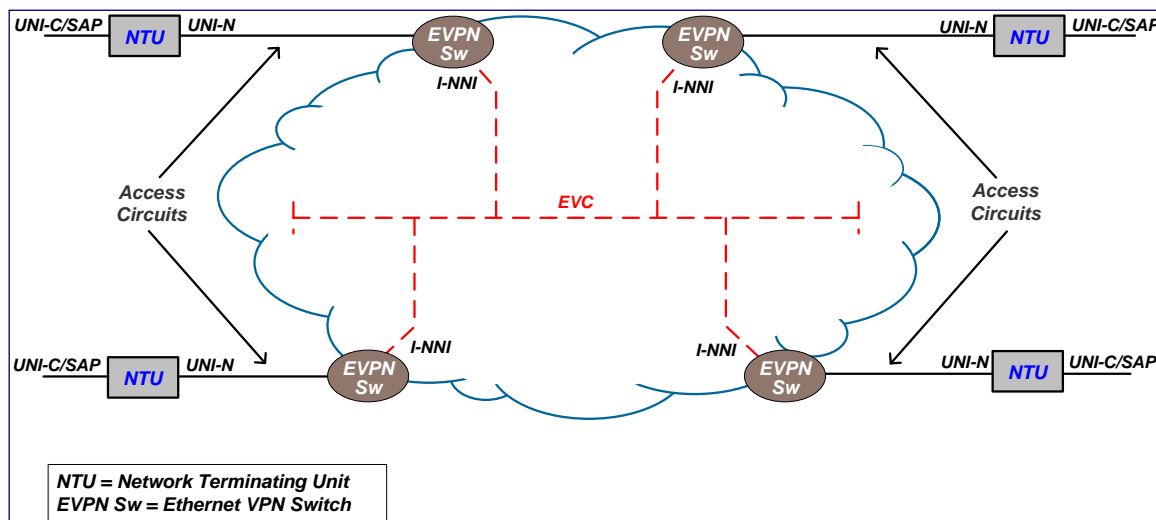 UNI-C/SAP
NTU
UNI-N
EVPN
Sw
I-NNI
EVPN
Sw
I-NNI
UNI-N
NTU
UNI-C/SAP
Access
Circuits
EVC
Access
Circuits
UNI-C/SAP
NTU
UNI-N
I-NNI
EVPN
Sw
I-NNI
EVPN
Sw
UNI-N
NTU
UNI-C/SAP
NTU = Network Terminating Unit
EVPN Sw = Ethernet VPN Switch